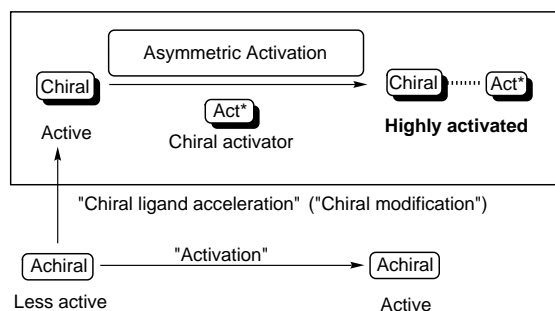 Asymmetric Activation
Chiral
Act*
Chiral
Act*
Active
Chiral activator
Highly activated
"Chiral ligand acceleration" ("Chiral modification")
Achiral
"Activation"
Achiral
Less active
Active